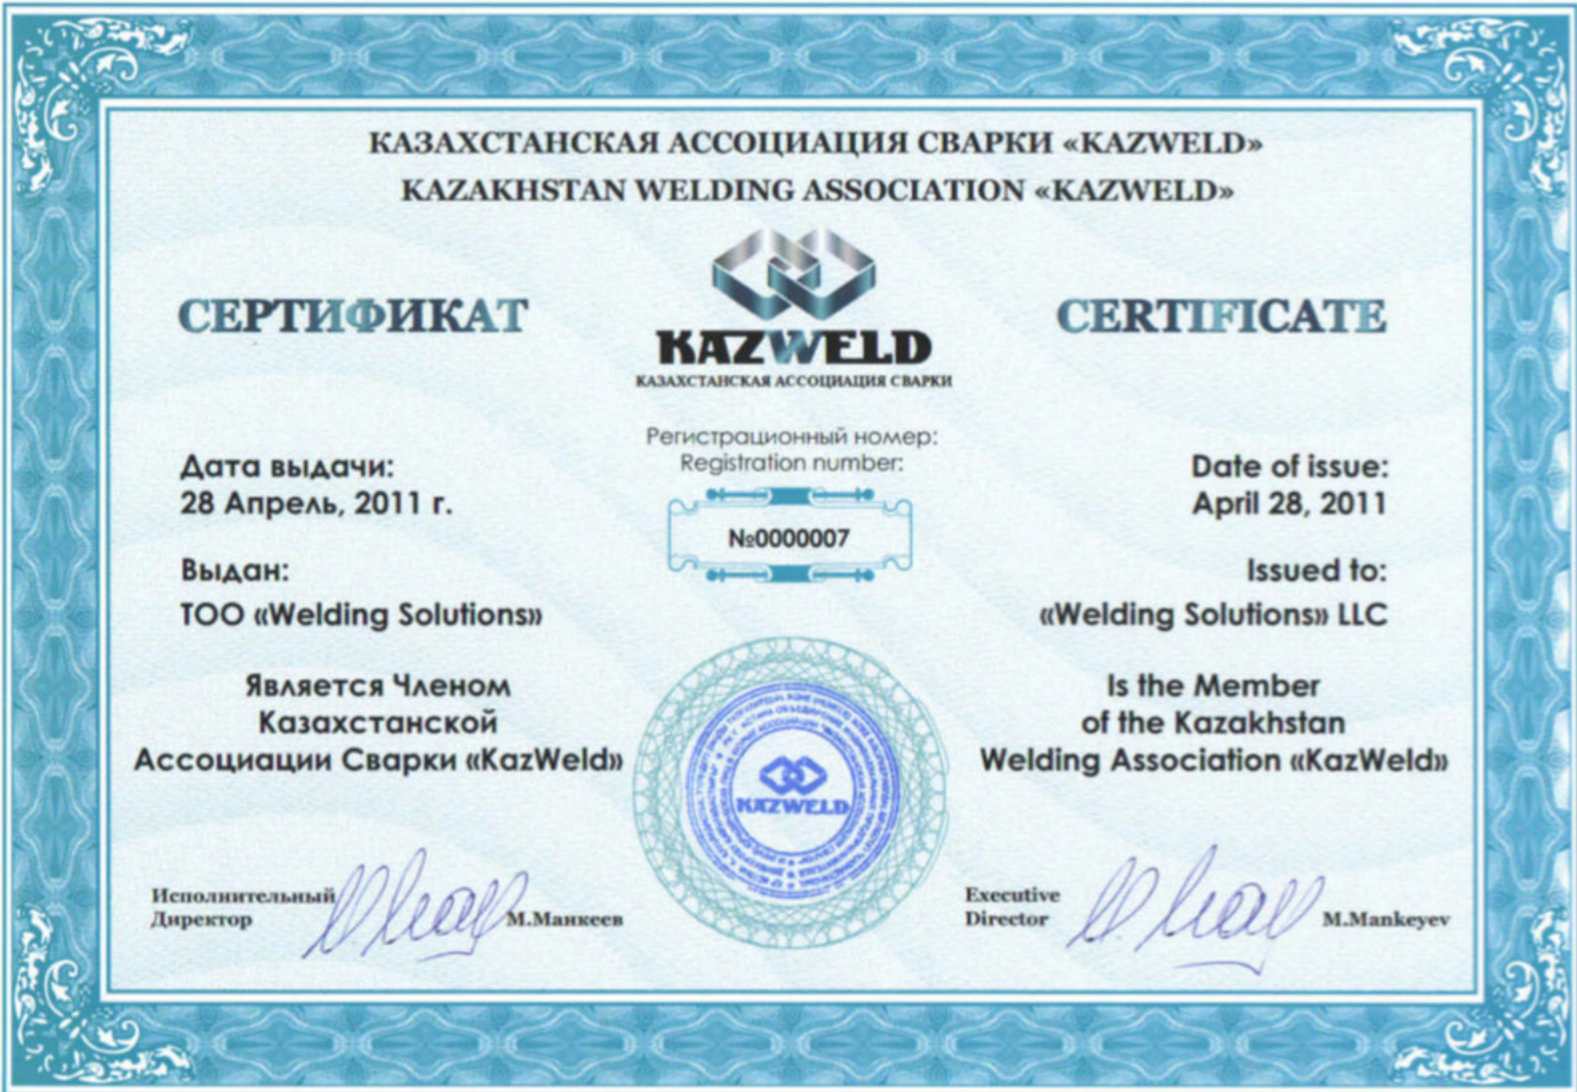 КАЗАХСТАНСКАЯ АССОЦИАЦИЯ СВАРКИ «KAZWELD»
KAZAKHSTAN WELDING ASSOCIATION «KAZWELD»
СЕРТИФИКАТ
KAZWELD
КАЗАХСТАНСКАЯ АССОЦИАЦИЯ СВАРКИ
CERTIFICATE
Регистрационный номер:
Registration number:
№0000007
Дата выдачи:
28 Апрель, 2011 г.
Выдан:
ТОО «Welding Solutions»
Является Членом
Казахстанской
Ассоциации Сварки «KazWeld»
Date of issue:
April 28, 2011
Issued to:
«Welding Solutions» LLC
Is the Member
of the Kazakhstan
Welding Association «KazWeld»
KAZWELD
Исполнительный
Директор
М.Манкеев
Executive
Director
M.Mankeyev